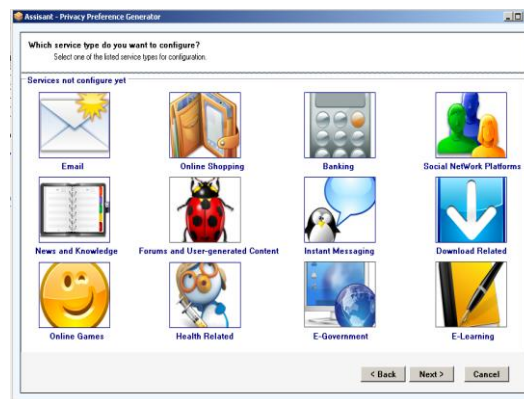 Assisant - Privacy Preference Generator
Which service type do you want to configure?
Select one of the listed service types for configuration.
Services not configure yet
Email
Online Shopping
Banking
Social NetWork Platforms
News and Knowledge
Forums and User-generated Content
Instant Messaging
Download Related
Online Games
Health Related
E-Government
E-Learning
< Back
Next >
Cancel